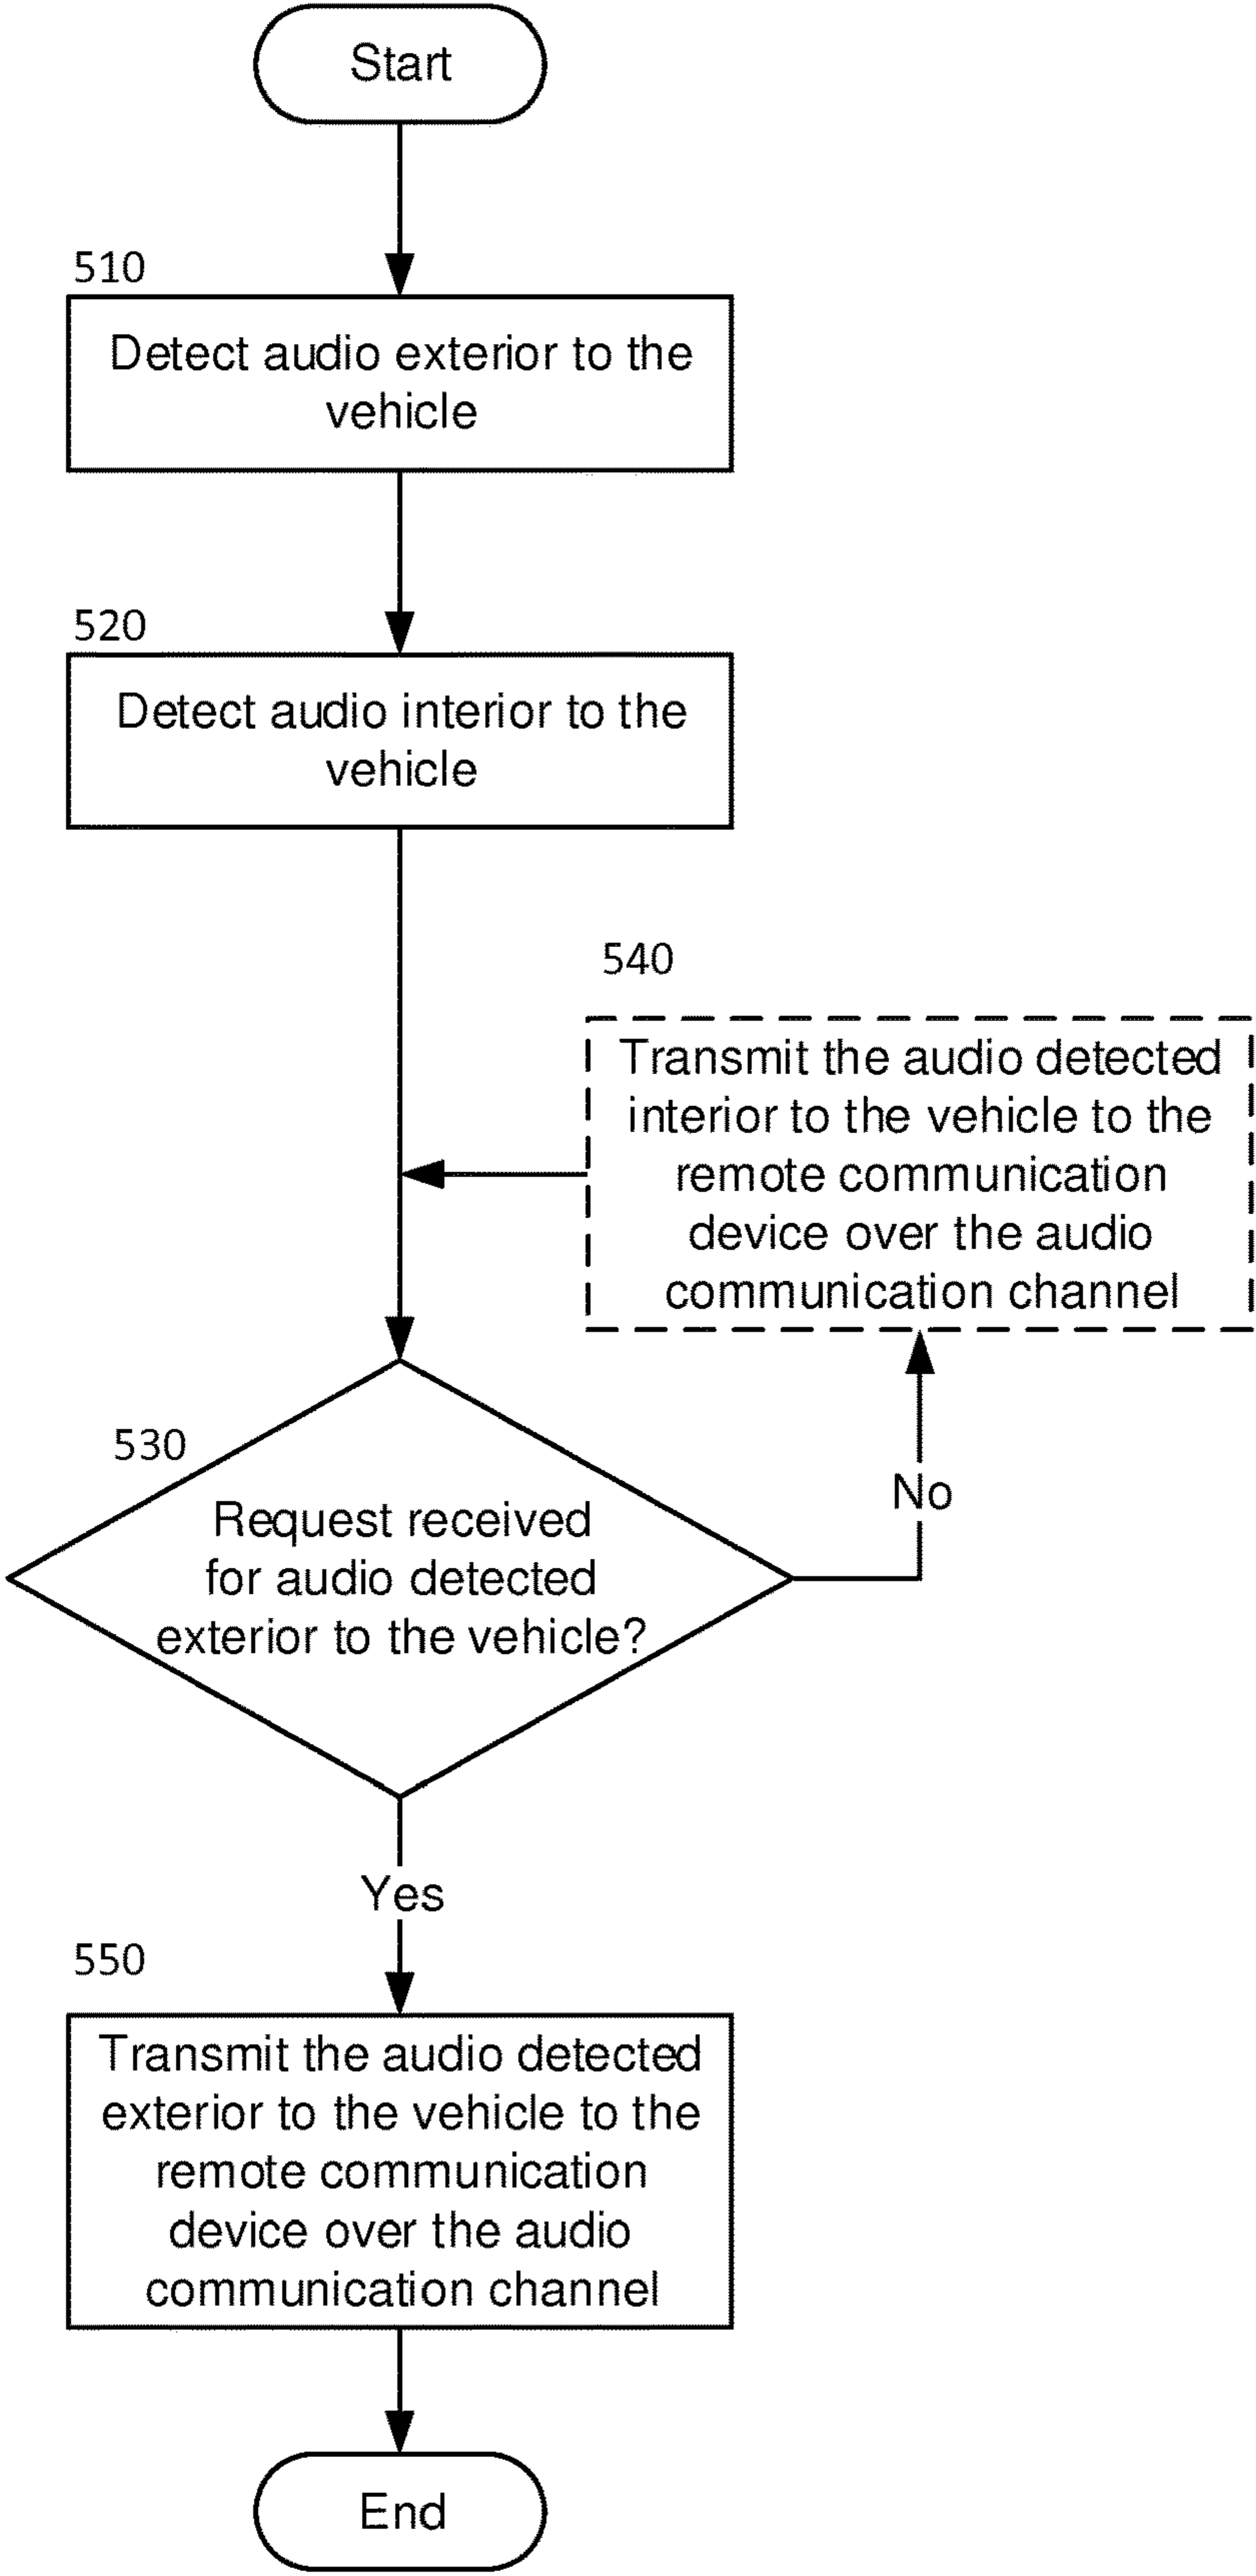 Start
510
Detect audio exterior to the
vehicle
520
Detect audio interior to the
vehicle
540
Transmit the audio detected
interior to the vehicle to the
remote communication
device over the audio
communication channel
530
Request received
for audio detected
exterior to the vehicle?
No
Yes
550
Transmit the audio detected
exterior to the vehicle to the
remote communication
device over the audio
communication channel
End